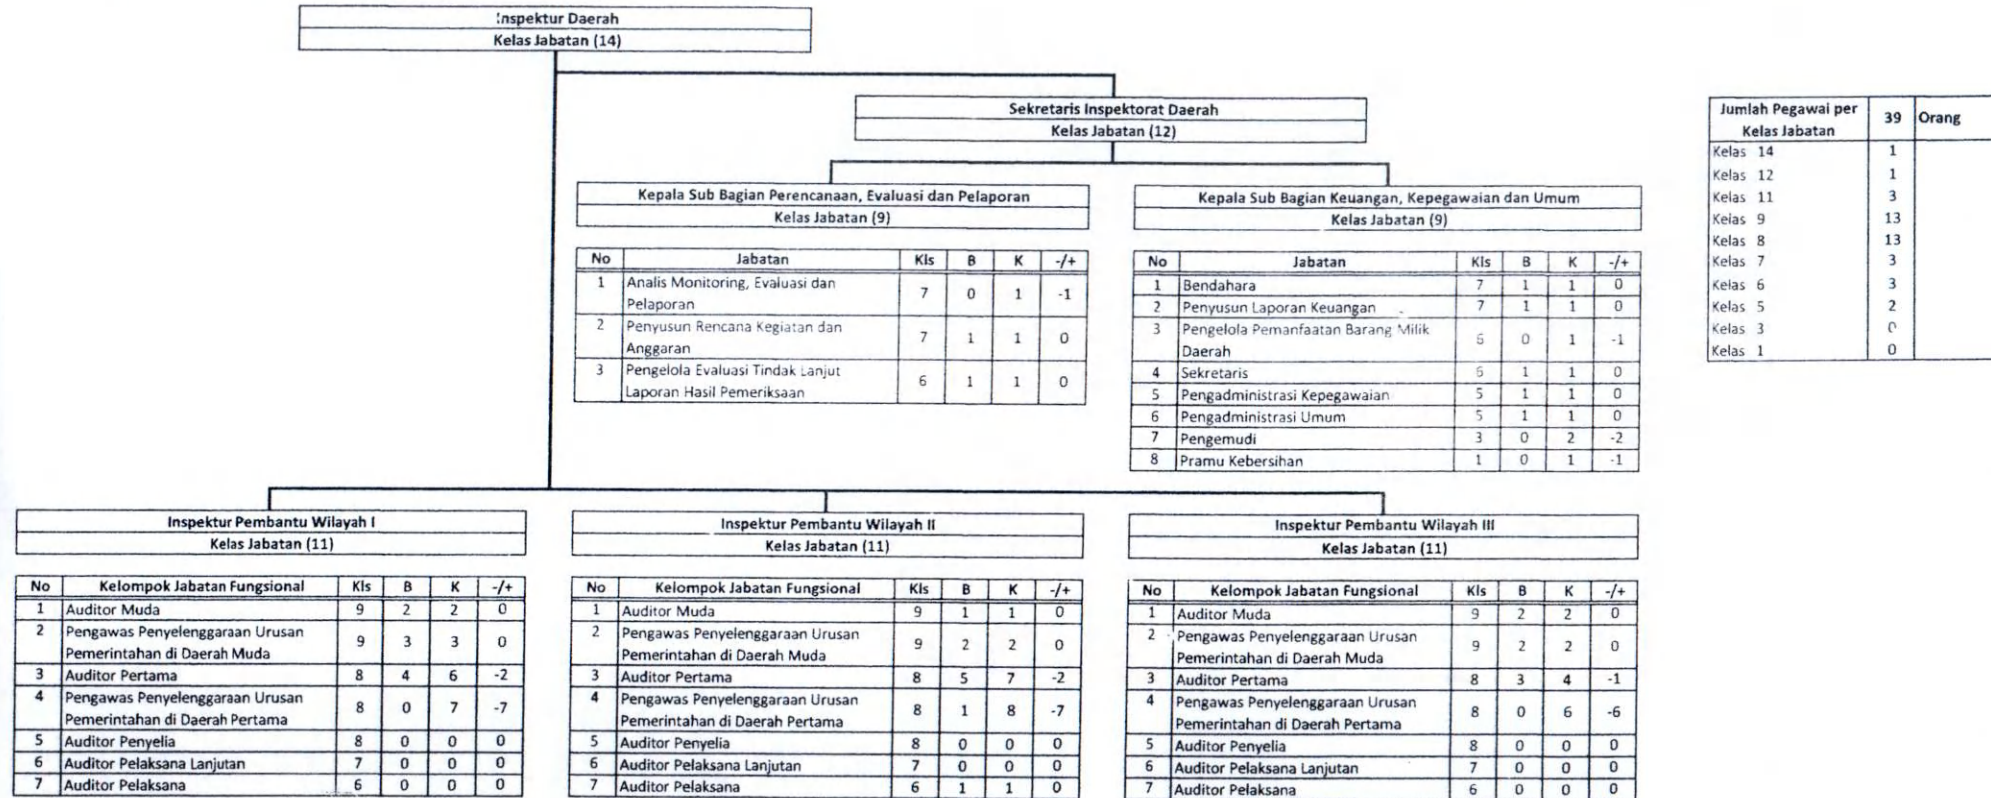 Inspektur Daerah
Kelas Jabatan (14)
Sekretaris Inspektorat Daerah
Kelas Jabatan (12)
Jumlah Pegawai per 39 Orang
Kelas Jabatan
Kelas 14 1
Kelas 12 1
Kelas 11 3
Kelas 9 13
Kelas 8 13
Kelas 7 3
Kelas 6 3
Kelas 5 2
Kelas 3 0
Kelas 1 0
Kepala Sub Bagian Perencanaan, Evaluasi dan Pelaporan
Kelas Jabatan (9)
No Jabatan Kls B K -/+
1 Analis Monitoring, Evaluasi dan
Pelaporan 7 0 1 -1
2 Penyusun Rencana Kegiatan dan
Anggaran 7 1 1 0
3 Pengelola Evaluasi Tindak Lanjut
Laporan Hasil Pemeriksaan 6 1 1 0
Kepala Sub Bagian Keuangan, Kepegawaian dan Umum
Kelas Jabatan (9)
No Jabatan Kls B K -/+
1 Bendahara 7 1 1 0
2 Penyusun Laporan Keuangan 7 1 1 0
3 Pengelola Pemanfaatan Barang Milik
Daerah 6 0 1 -1
4 Sekretaris 6 1 1 0
5 Pengadministrasi Kepegawaian 5 1 1 0
6 Pengadministrasi Umum 5 1 1 0
7 Pengemudi 3 0 2 -2
8 Pramu Kebersihan 1 0 1 -1
Inspektur Pembantu Wilayah I
Kelas Jabatan (11)
No Kelompok Jabatan Fungsional Kls B K -/+
1 Auditor Muda 9 2 2 0
2 Pengawas Penyelenggaraan Urusan
Pemerintahan di Daerah Muda 9 3 3 0
3 Auditor Pertama 8 4 6 -2
4 Pengawas Penyelenggaraan Urusan
Pemerintahan di Daerah Pertama 8 0 7 -7
5 Auditor Penyelia 8 0 0 0
6 Auditor Pelaksana Lanjutan 7 0 0 0
7 Auditor Pelaksana 6 0 0 0
Inspektur Pembantu Wilayah II
Kelas Jabatan (11)
No Kelompok Jabatan Fungsional Kls B K -/+
1 Auditor Muda 9 1 1 0
2 Pengawas Penyelenggaraan Urusan
Pemerintahan di Daerah Muda 9 2 2 0
3 Auditor Pertama 8 5 7 -2
4 Pengawas Penyelenggaraan Urusan
Pemerintahan di Daerah Pertama 8 1 8 -7
5 Auditor Penyelia 8 0 0 0
6 Auditor Pelaksana Lanjutan 7 0 0 0
7 Auditor Pelaksana 6 1 1 0
Inspektur Pembantu Wilayah III
Kelas Jabatan (11)
No Kelompok Jabatan Fungsional Kls B K -/+
1 Auditor Muda 9 2 2 0
2 Pengawas Penyelenggaraan Urusan
Pemerintahan di Daerah Muda 9 2 2 0
3 Auditor Pertama 8 3 4 -1
4 Pengawas Penyelenggaraan Urusan
Pemerintahan di Daerah Pertama 8 0 6 -6
5 Auditor Penyelia 8 0 0 0
6 Auditor Pelaksana Lanjutan 7 0 0 0
7 Auditor Pelaksana 6 0 0 0